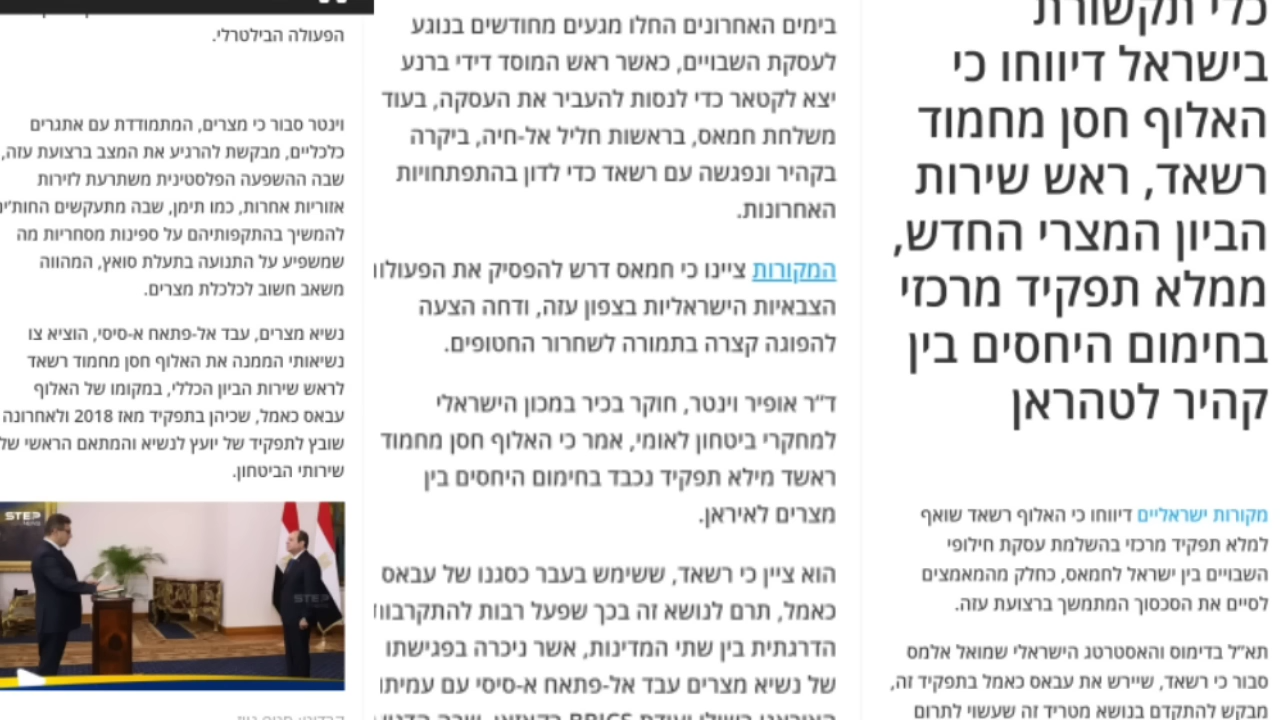 כלי תקשורת
בישראל דיווחו כי
האלוף חסן מחמוד
רשאד, ראש שירות
הביון המצרי החדש,
ממלא תפקיד מרכזי
בחימום היחסים בין
קהיר לטהראן
מקורות ישראליים דיווחו כי האלוף רשאד שואף
למלא תפקיד מרכזי בהשלמת עסקת חילופי
השבויים בין ישראל לחמאס, כחלק מהמאמצים
לסיים את הסכסוך המתמשך ברצועת עזה.
תא״ל בדימוס והאסטרטג הישראלי שמואל אלמס
סבור כי רשאד, שיירש את עבאס כאמל בתפקיד זה,
מבקש להתקדם בנושא מטריד זה שעשוי לתרום
בימים האחרונים החלו מגעים מחודשים בנוגע
לעסקת השבויים, כאשר ראש המוסד דידי ברנע
יצא לקטאר כדי לנסות להעביר את העסקה, בעוד
משלחת חמאס, בראשות חליל אל-חיה, ביקרה
בקהיר ונפגשה עם רשאד כדי לדון בהתפתחויות
האחרונות.
המקורות ציינו כי חמאס דרש להפסיק את הפעולות
הצבאיות הישראליות בצפון עזה, ודחה הצעה
להפוגה קצרה בתמורה לשחרור החטופים.
ד״ר אופיר וינטר, חוקר בכיר במכון הישראלי
למחקרי ביטחון לאומי, אמר כי האלוף חסן מחמוד
ראשד מילא תפקיד נכבד בחימום היחסים בין
מצרים לאיראן.
הוא ציין כי רשאד, ששימש בעבר כסגנו של עבאס
כאמל, תרם לנושא זה בכך שפעל רבות להתקרבות
הדרגתית בין שתי המדינות, אשר ניכרה בפגישתו
של נשיא מצרים עבד אל-פתאח א-סיסי עם עמיתו
הפעולה הבילטרלי.
וינטר סבור כי מצרים, המתמודדת עם אתגרים
כלכליים, מבקשת להרגיע את המצב ברצועת עזה,
שבה ההשפעה הפלסטינית משתרעת לזירות
אזוריות אחרות, כמו תימן, שבה מתעקשים החות׳ים
להמשיך בהתקפותיהם על ספינות מסחריות מה
שמשפיע על התנועה בתעלת סואץ, המהווה
משאב חשוב לכלכלת מצרים.
נשיא מצרים, עבד אל-פתאח א-סיסי, הוציא צו
נשיאותי הממנה את האלוף חסן מחמוד רשאד
לראש שירות הביון הכללי, במקומו של האלוף
עבאס כאמל, שכיהן בתפקיד מאז 2018 ולאחרונה
שובץ לתפקיד של יועץ לנשיא והמתאם הראשי של
שירותי הביטחון.
STEP
NEWS
STEP